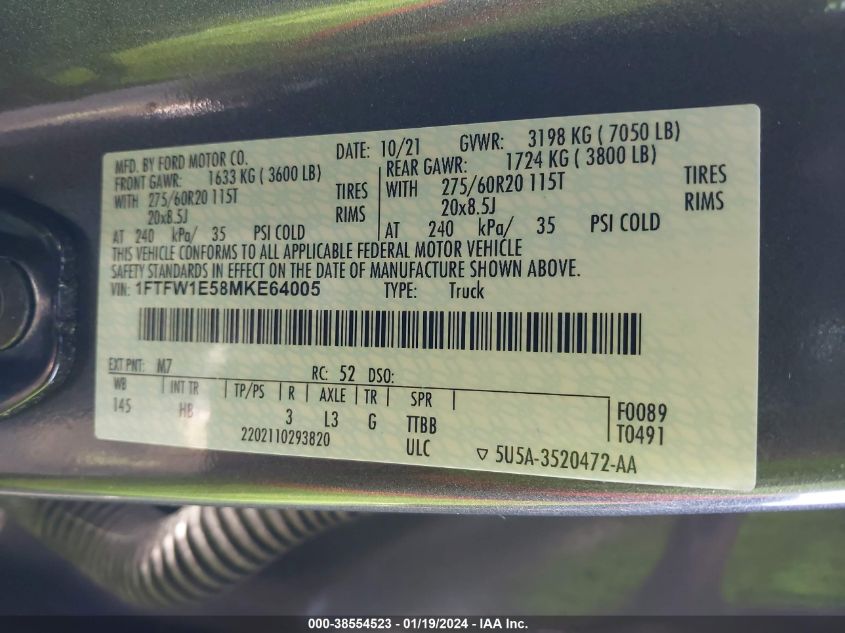 MFD. BY FORD MOTOR CO. DATE: 10/21 GVWR: 3198 KG ( 7050 LB)
FRONT GAWR: 1633 KG ( 3600 LB) REAR GAWR: 1724 KG ( 3800 LB)
WITH 275/60R20 115T TIRES WITH 275/60R20 115T TIRES
20x8.5J RIMS 20x8.5J RIMS
AT 240 kPa/ 35 PSI COLD AT 240 kPa/ 35 PSI COLD
THIS VEHICLE CONFORMS TO ALL APPLICABLE FEDERAL MOTOR VEHICLE
SAFETY STANDARDS IN EFFECT ON THE DATE OF MANUFACTURE SHOWN ABOVE.
VIN: 1FTFW1E58MKE64005 TYPE: Truck
EXT PNT: M7 RC: 52 DSO:
WB INT TR TP/PS R AXLE TR SPR
145 HB 3 L3 G TTBB F0089
2202110293820 ULC T0491
▽ 5U5A-3520472-AA
000-38554523 - 01/19/2024 - IAA Inc.